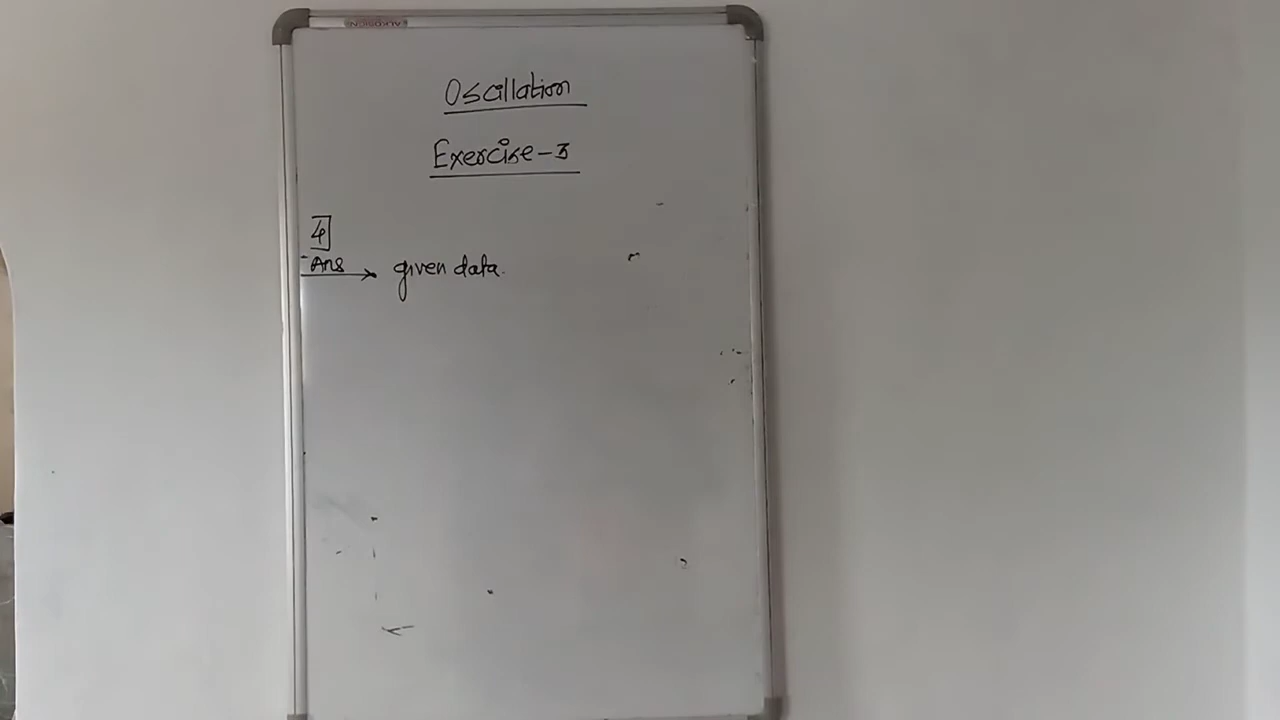 Oscillation
Exercise-3
4
Ans → given data.